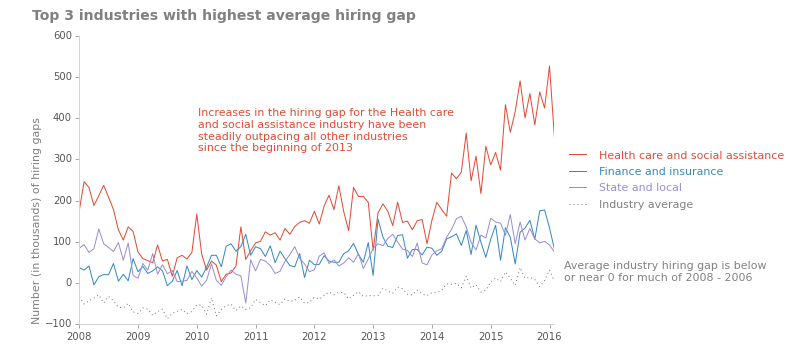 Top 3 industries with highest average hiring gap
Number (in thousands) of hiring gaps
600
500
400
300
200
100
0
−100
Increases in the hiring gap for the Health care
and social assistance industry have been
steadily outpacing all other industries
since the beginning of 2013
Health care and social assistance
Finance and insurance
State and local
Industry average
Average industry hiring gap is below
or near 0 for much of 2008 - 2006
2008
2009
2010
2011
2012
2013
2014
2015
2016